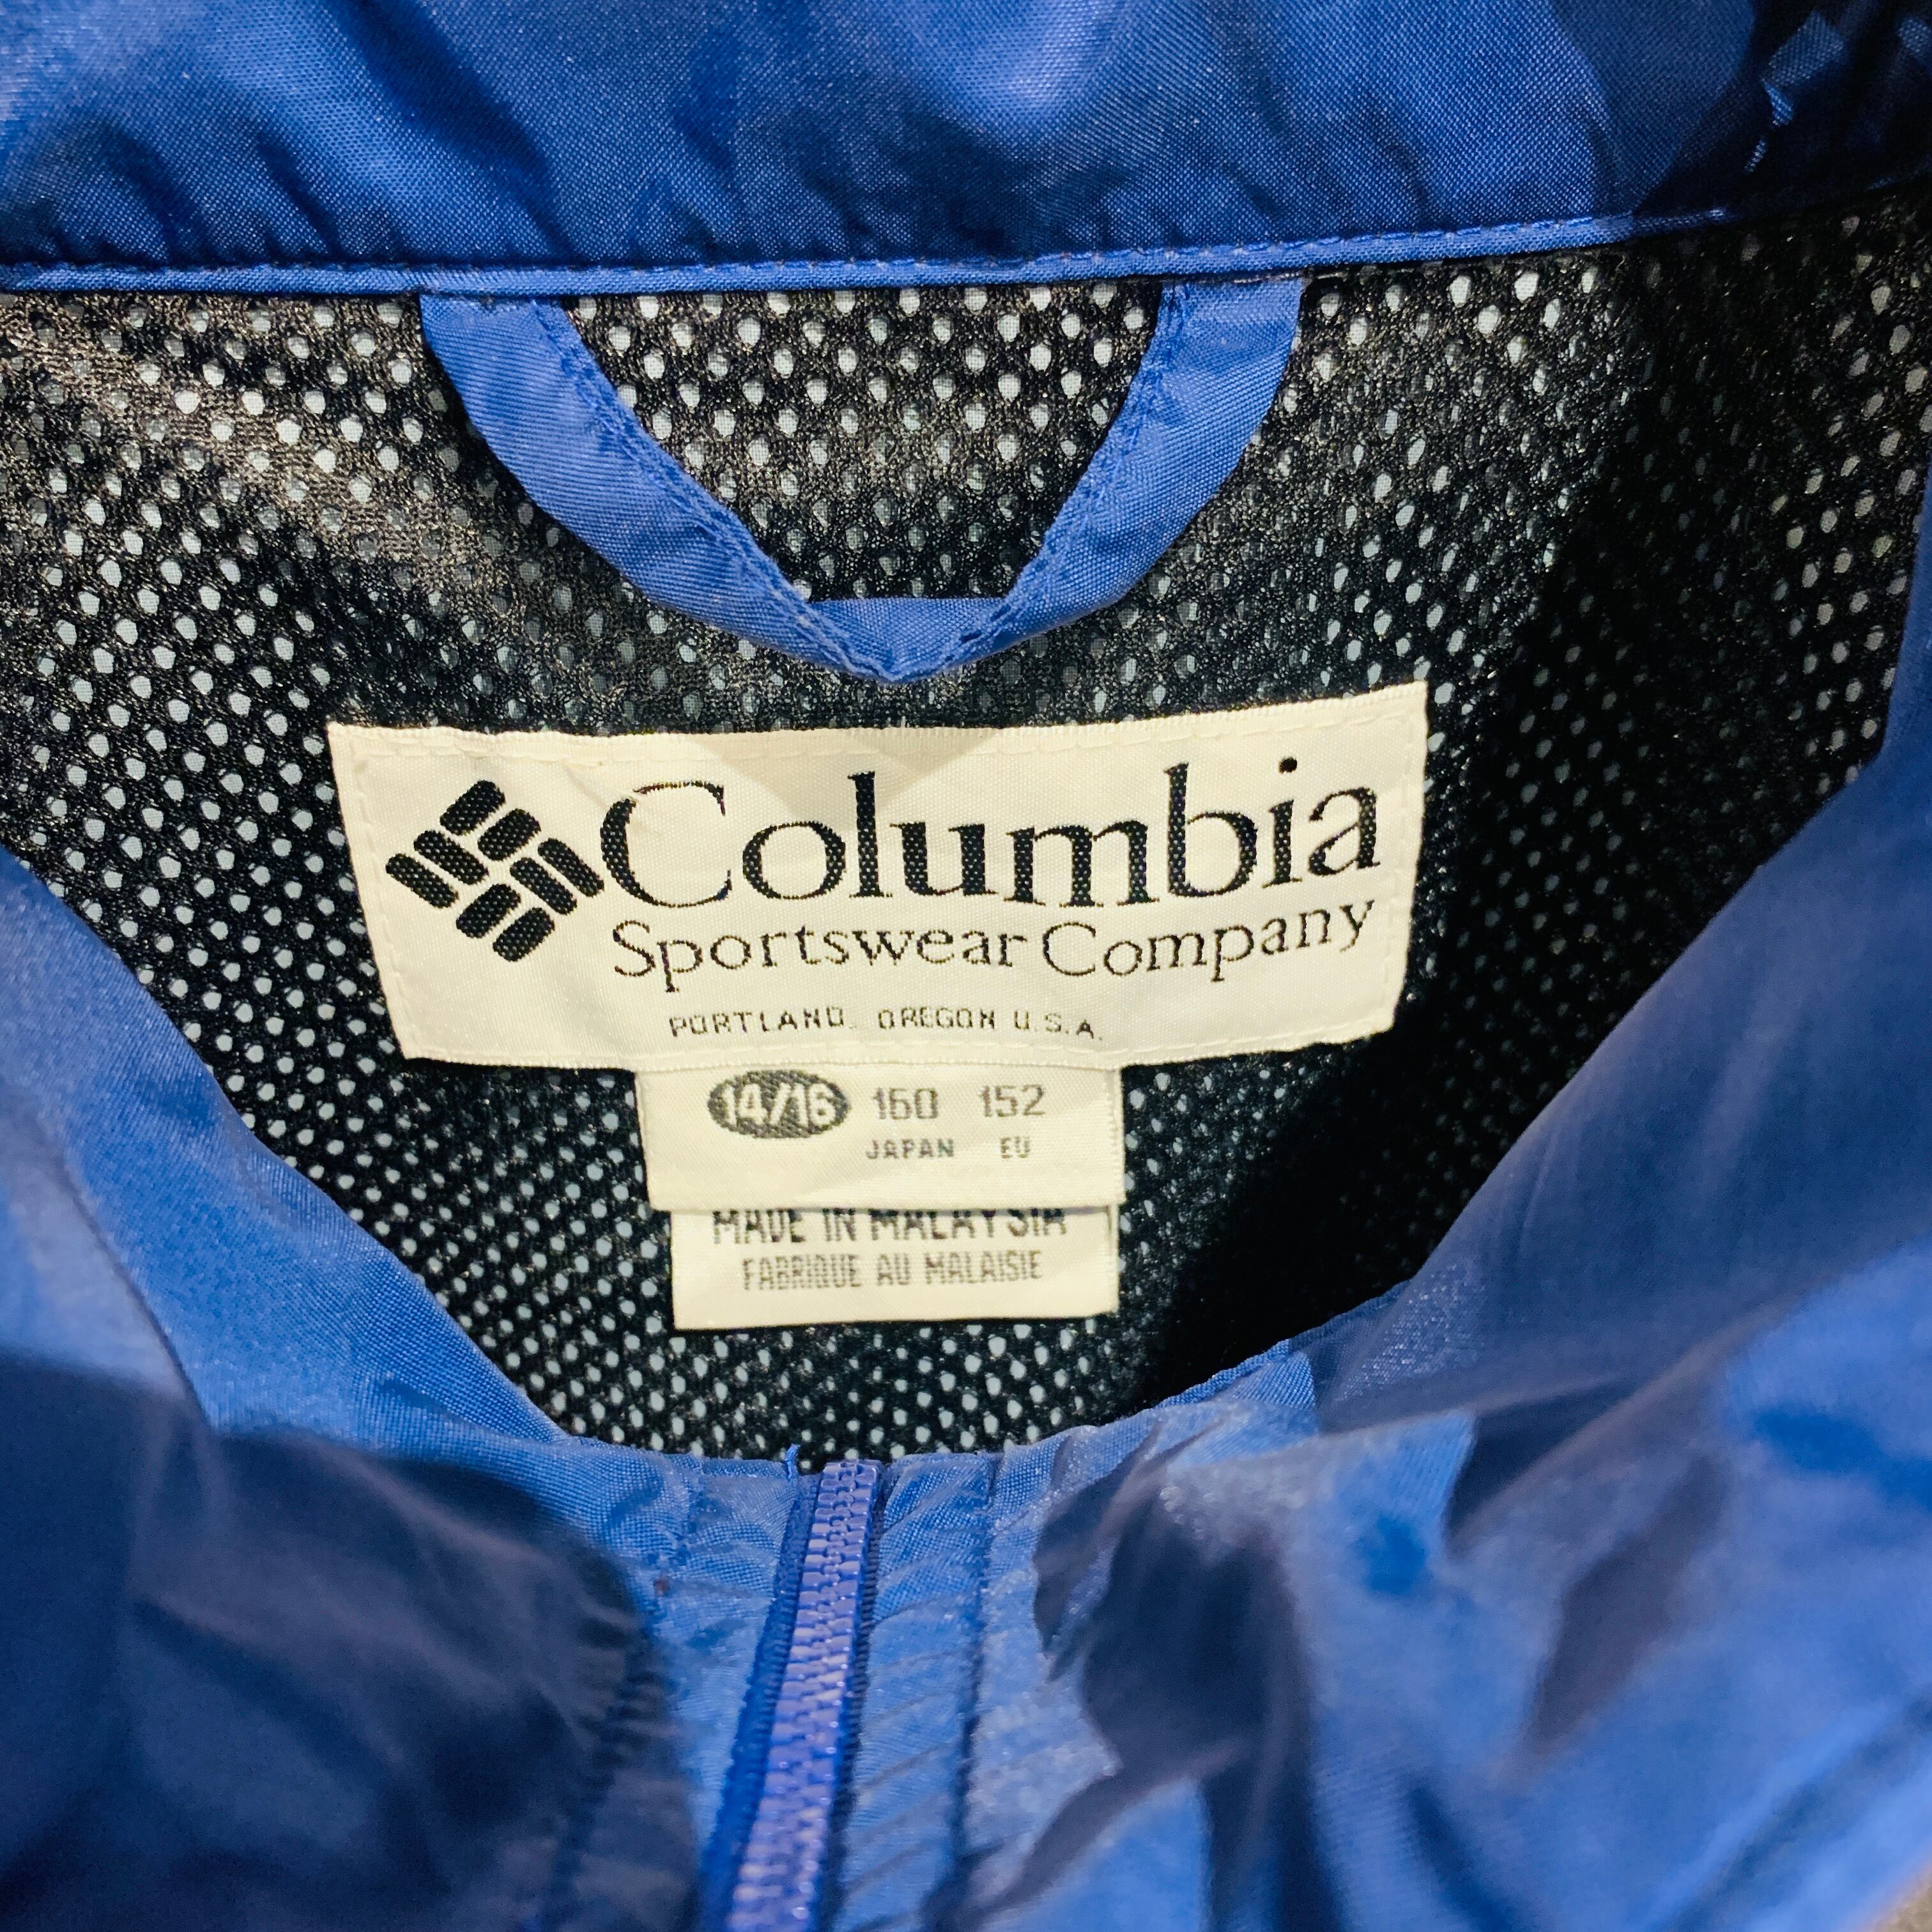 Columbia
Sportswear Company
PORTLAND, OREGON U.S.A.
14/16 160 152
JAPAN EU
MADE IN MALAYSIA
FABRIQUE AU MALAISIE